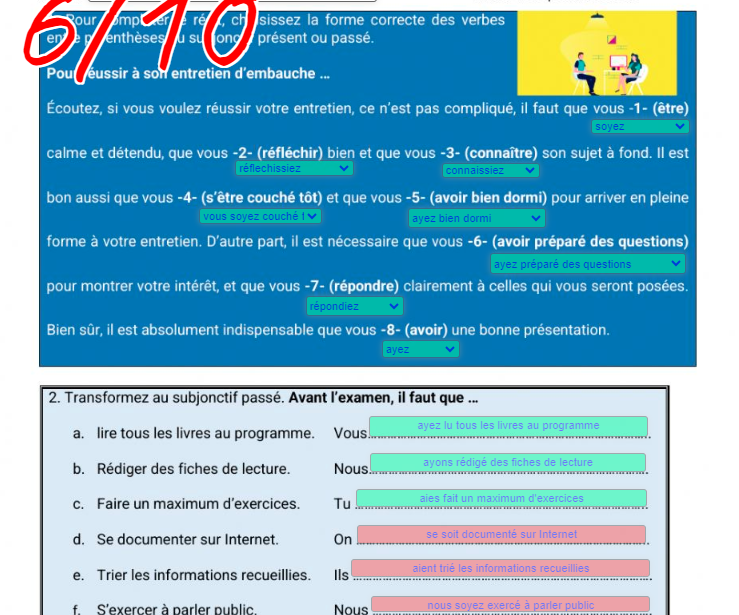 6/10
Pour compléter le récit, choisissez la forme correcte des verbes
entre parenthèses au subjonctif présent ou passé.
Pour réussir à son entretien d'embauche ...
Écoutez, si vous voulez réussir votre entretien, ce n'est pas compliqué, il faut que vous -1- (être)
soyez
calme et détendu, que vous -2- (réfléchir) bien et que vous -3- (connaître) son sujet à fond. Il est
réflechissiez connaissiez
bon aussi que vous -4- (s'être couché tôt) et que vous -5- (avoir bien dormi) pour arriver en pleine
vous soyez couché t ayez bien dormi
forme à votre entretien. D'autre part, il est nécessaire que vous -6- (avoir préparé des questions)
ayez préparé des questions
pour montrer votre intérêt, et que vous -7- (répondre) clairement à celles qui vous seront posées.
répondiez
Bien sûr, il est absolument indispensable que vous -8- (avoir) une bonne présentation.
ayez
2. Transformez au subjonctif passé. Avant l'examen, il faut que ...
a. lire tous les livres au programme. Vous ayez lu tous les livres au programme
b. Rédiger des fiches de lecture. Nous ayons rédigé des fiches de lecture
c. Faire un maximum d'exercices. Tu aies fait un maximum d'exercices
d. Se documenter sur Internet. On se soit documenté sur Internet
e. Trier les informations recueillies. Ils aient trié les informations recueillies
f. S'exercer à parler public. Nous nous soyez exercé à parler public